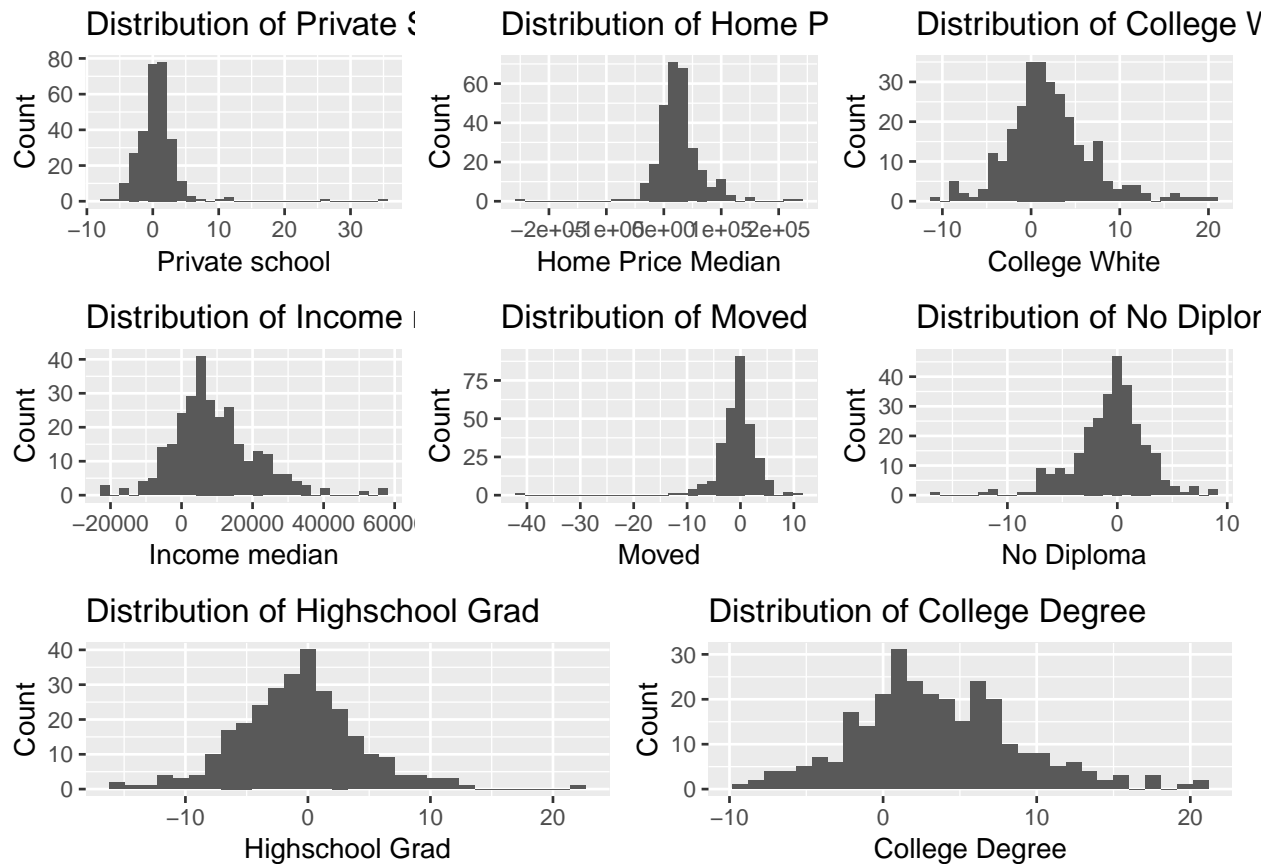 Distribution of Private S
80
60
40
20
0
Count
−10 0 10 20 30
Private school
Distribution of Home P
60
40
20
0
Count
−2e+05 −1e+05 0e+00 1e+05 2e+05
Home Price Median
Distribution of College W
30
20
10
0
Count
−10 0 10 20
College White
Distribution of Income
40
30
20
10
0
Count
−20000 0 20000 40000 60000
Income median
Distribution of Moved
75
50
25
0
Count
−40 −30 −20 −10 0 10
Moved
Distribution of No Diplor
40
30
20
10
0
Count
−10 0 10
No Diploma
Distribution of Highschool Grad
40
30
20
10
0
Count
−10 0 10 20
Highschool Grad
Distribution of College Degree
30
20
10
0
Count
−10 0 10 20
College Degree